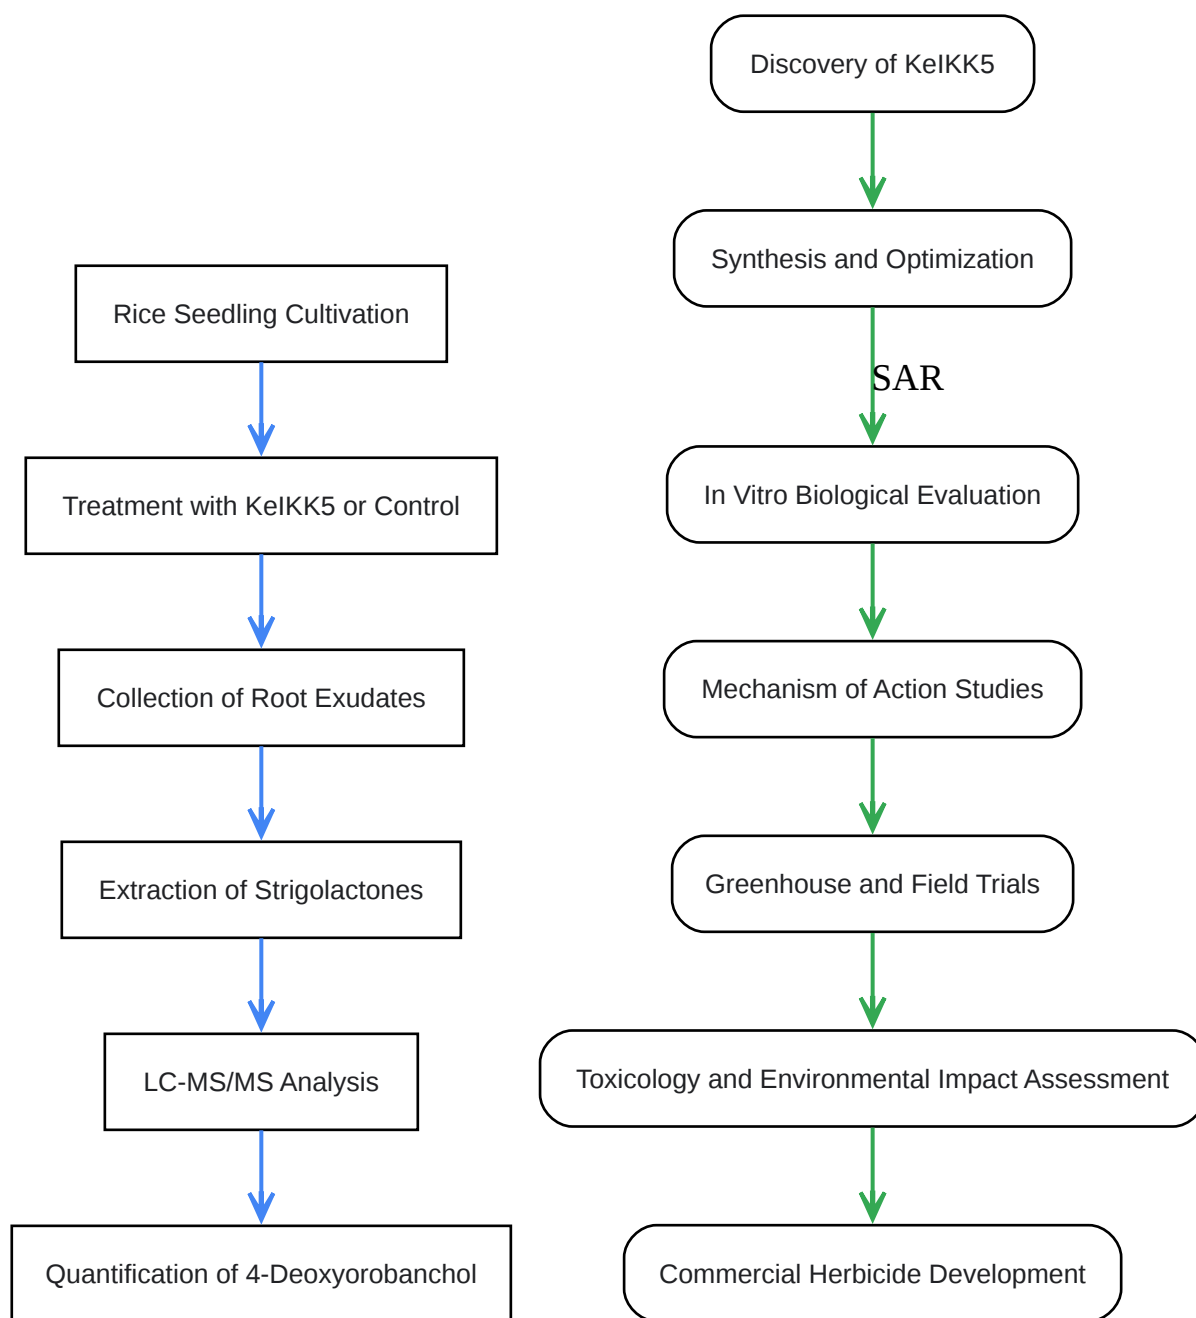 Rice Seedling Cultivation
Treatment with KeIKK5 or Control
Collection of Root Exudates
Extraction of Strigolactones
LC-MS/MS Analysis
Quantification of 4-Deoxyorobanchol
Discovery of KeIKK5
Synthesis and Optimization
SAR
In Vitro Biological Evaluation
Mechanism of Action Studies
Greenhouse and Field Trials
Toxicology and Environmental Impact Assessment
Commercial Herbicide Development